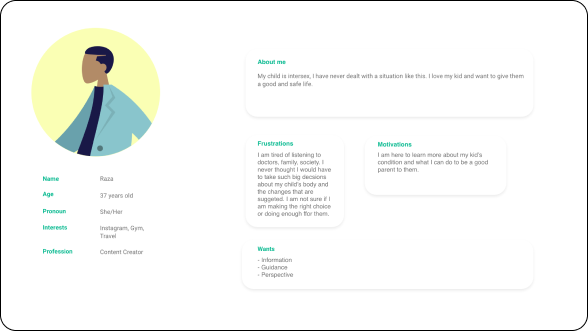 About me
My child is interses, I have never dealt with a situation like this. I love my kid and want to give them
a good and safe life.
Frustrations
I am tired of listening to
doctors, family, society. I
never thought I would have
to take such big decisions
about my child's body and
the changes that are
suggeted. I am not sure if I
am making the right choice
or doing enough ffor them.
Motivations
I am here to learn more about my kid's
condition and what I can do to be a good
parent to them.
Name Raza
Age 37 years old
Pronoun She/Her
Interests Instagram, Gym,
Travel
Profession Content Creator
Wants
- Information
- Guidance
- Perspective